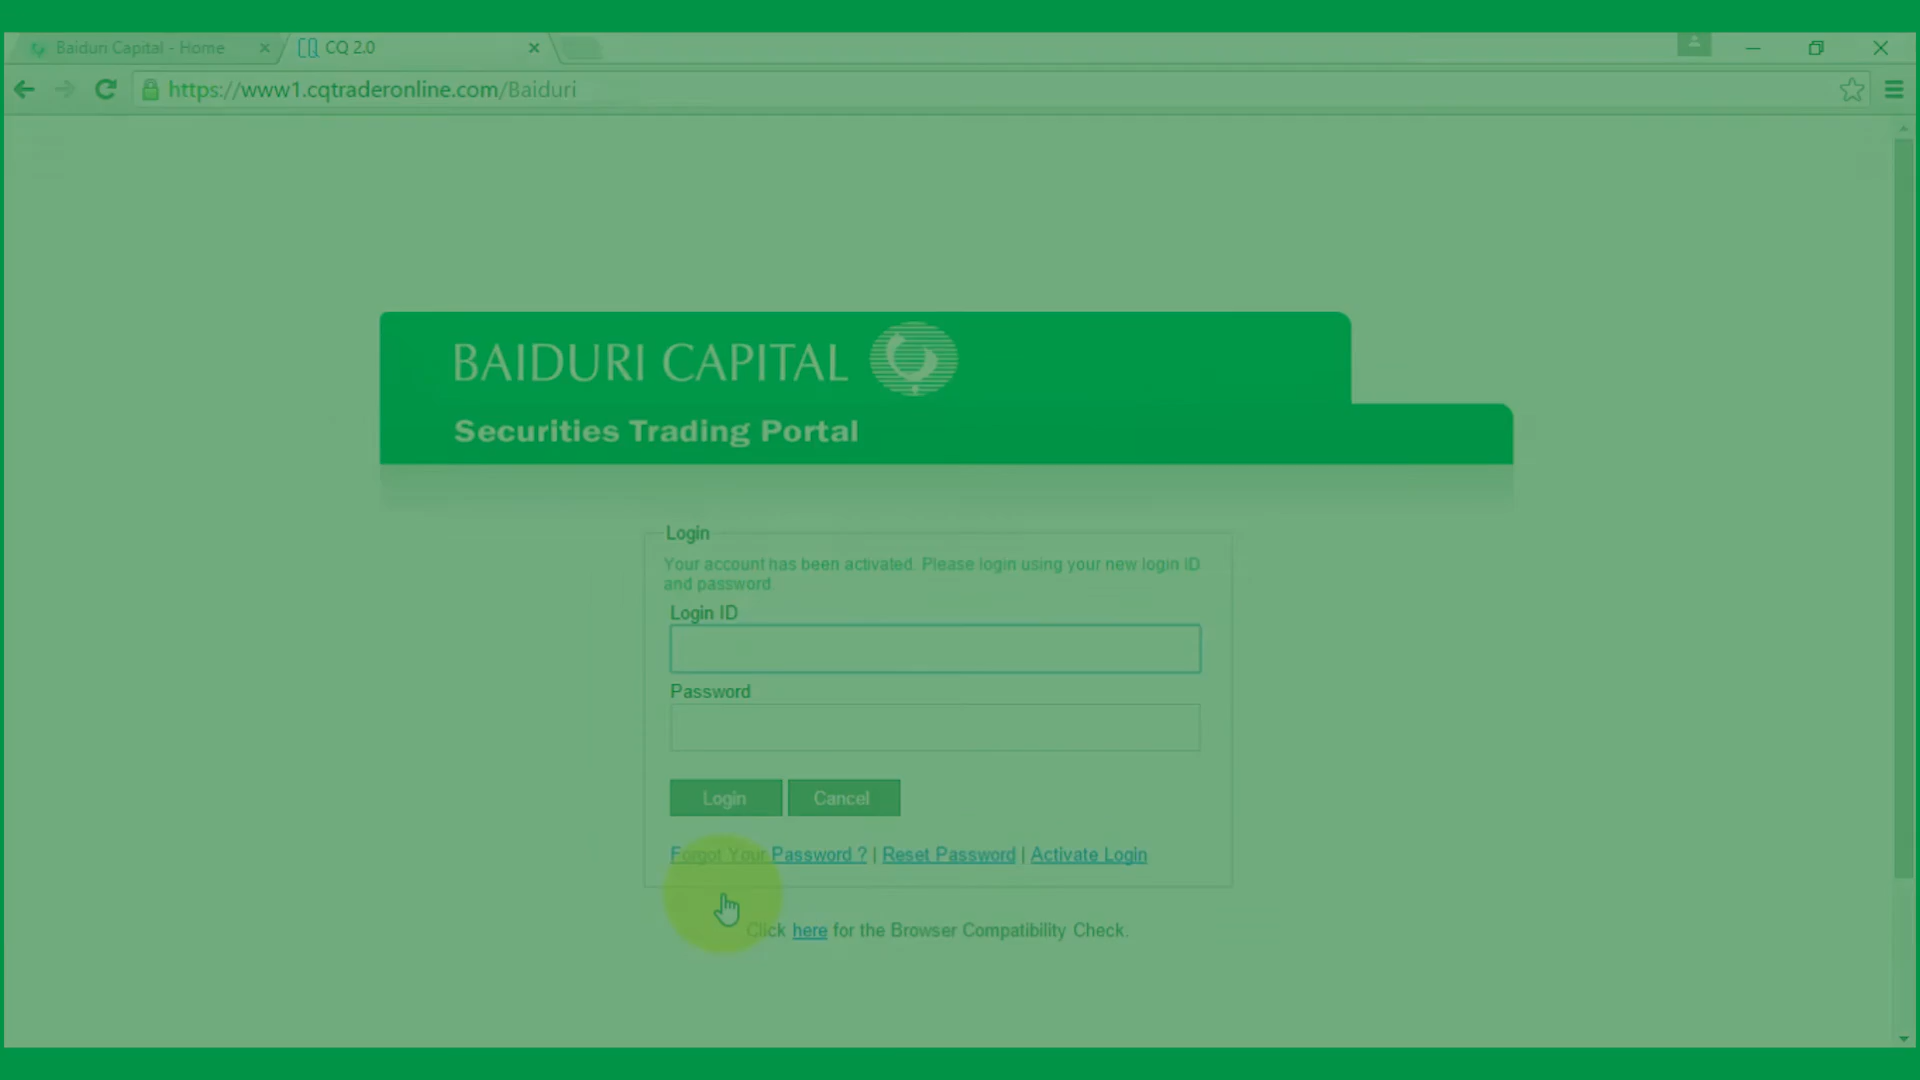 Baiduri Capital - Home
CQ 2.0
https://www1.cqtraderonline.com/Baiduri
BAIDURI CAPITAL
Securities Trading Portal
Login
Your account has been activated. Please login using your new login ID
and password
Login ID
Password
Login Cancel
Forgot Your Password ? | Reset Password | Activate Login
Click here for the Browser Compatibility Check.